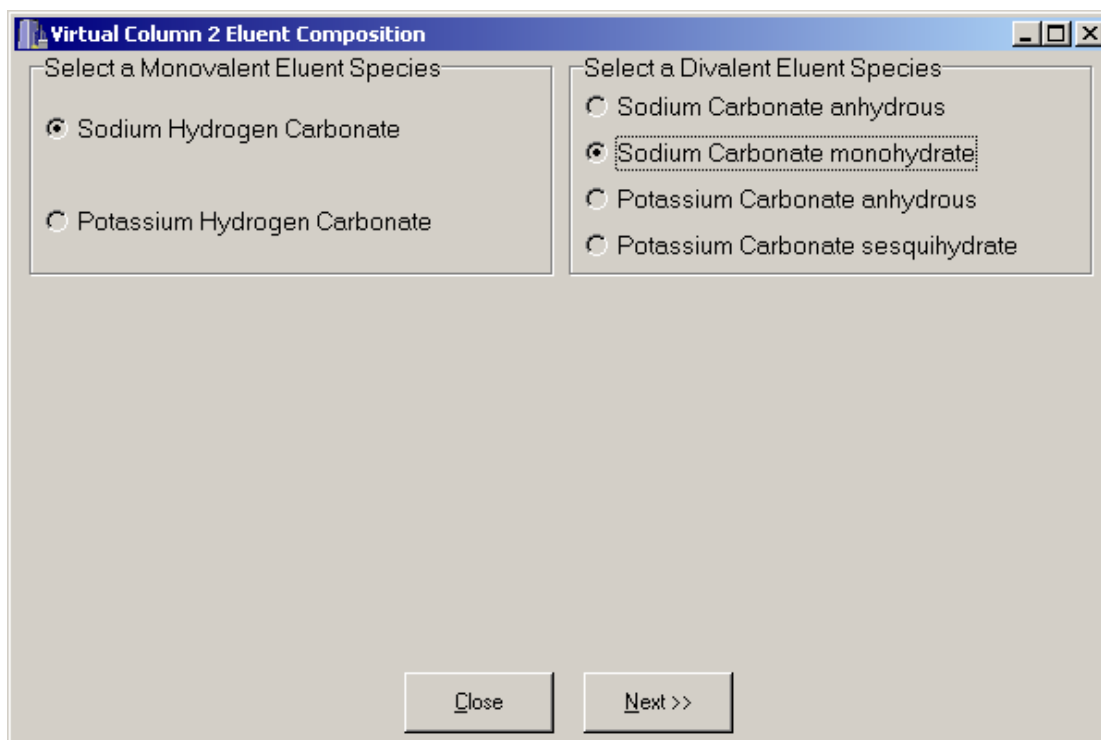 Virtual Column 2 Eluent Composition
Select a Monovalent Eluent Species
Sodium Hydrogen Carbonate
Potassium Hydrogen Carbonate
Select a Divalent Eluent Species
Sodium Carbonate anhydrous
Sodium Carbonate monohydrate
Potassium Carbonate anhydrous
Potassium Carbonate sesquihydrate
Close
Next >>